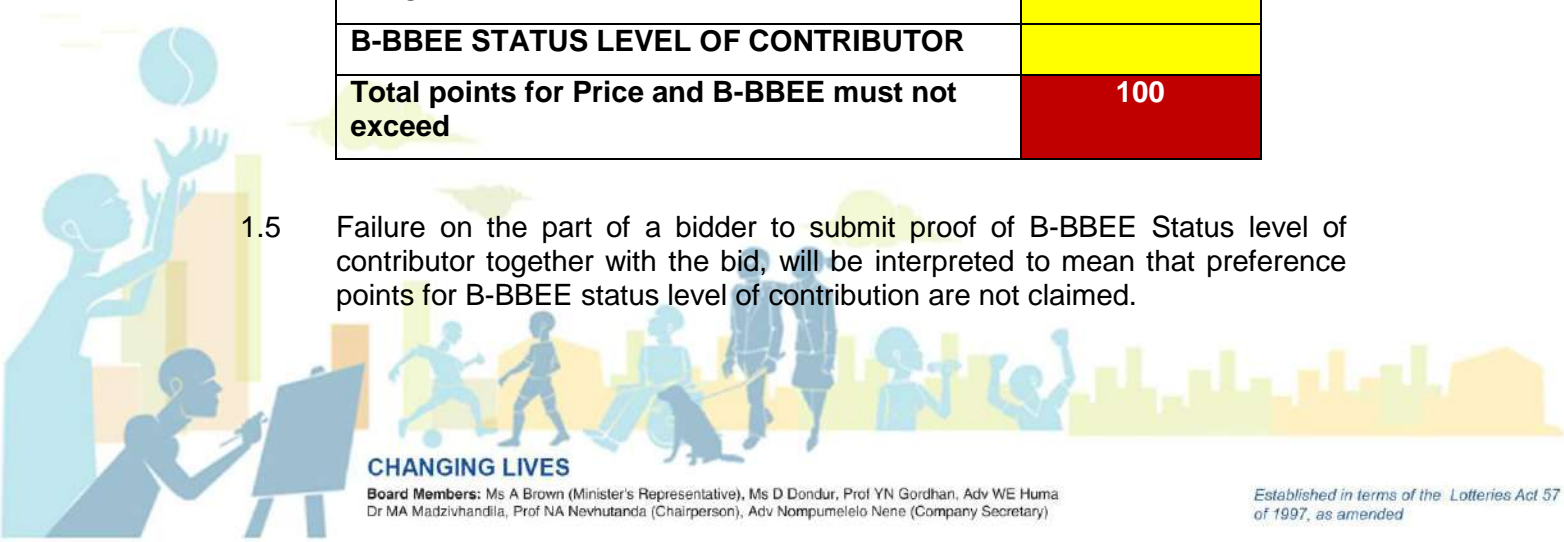 B-BBEE STATUS LEVEL OF CONTRIBUTOR
Total points for Price and B-BBEE must not
exceed
100
1.5 Failure on the part of a bidder to submit proof of B-BBEE Status level of
contributor together with the bid, will be interpreted to mean that preference
points for B-BBEE status level of contribution are not claimed.
CHANGING LIVES
Board Members: Ms A Brown (Minister's Representative), Ms D Dondur, Prof YN Gordhan, Adv WE Huma
Dr MA Madzivhandila, Prof NA Nevhutanda (Chairperson), Adv Nompumelelo Nene (Company Secretary)
Established in terms of the Lotteries Act 57
of 1997, as amended